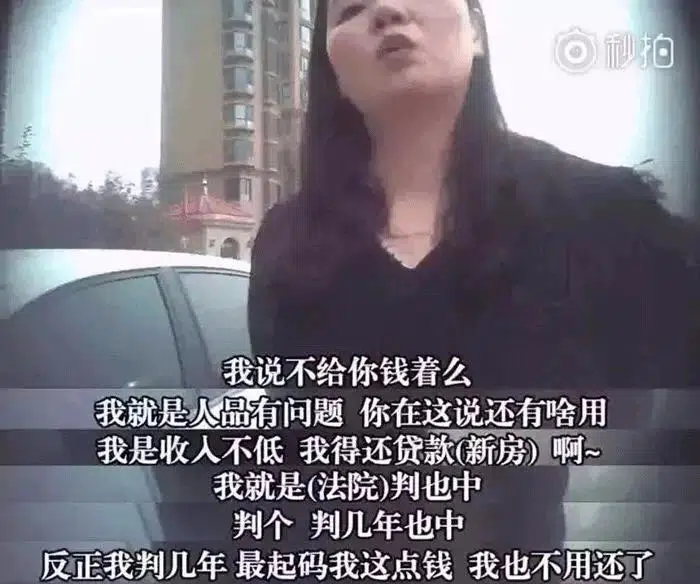 秒拍
我说不给你钱着么
我就是人品有问题 你在这说还有啥用
我是收入不低 我得还贷款(新房) 啊~
我就是(法院)判也中
判个 判几年也中
反正我判几年 最起码我这点钱 我也不用还了